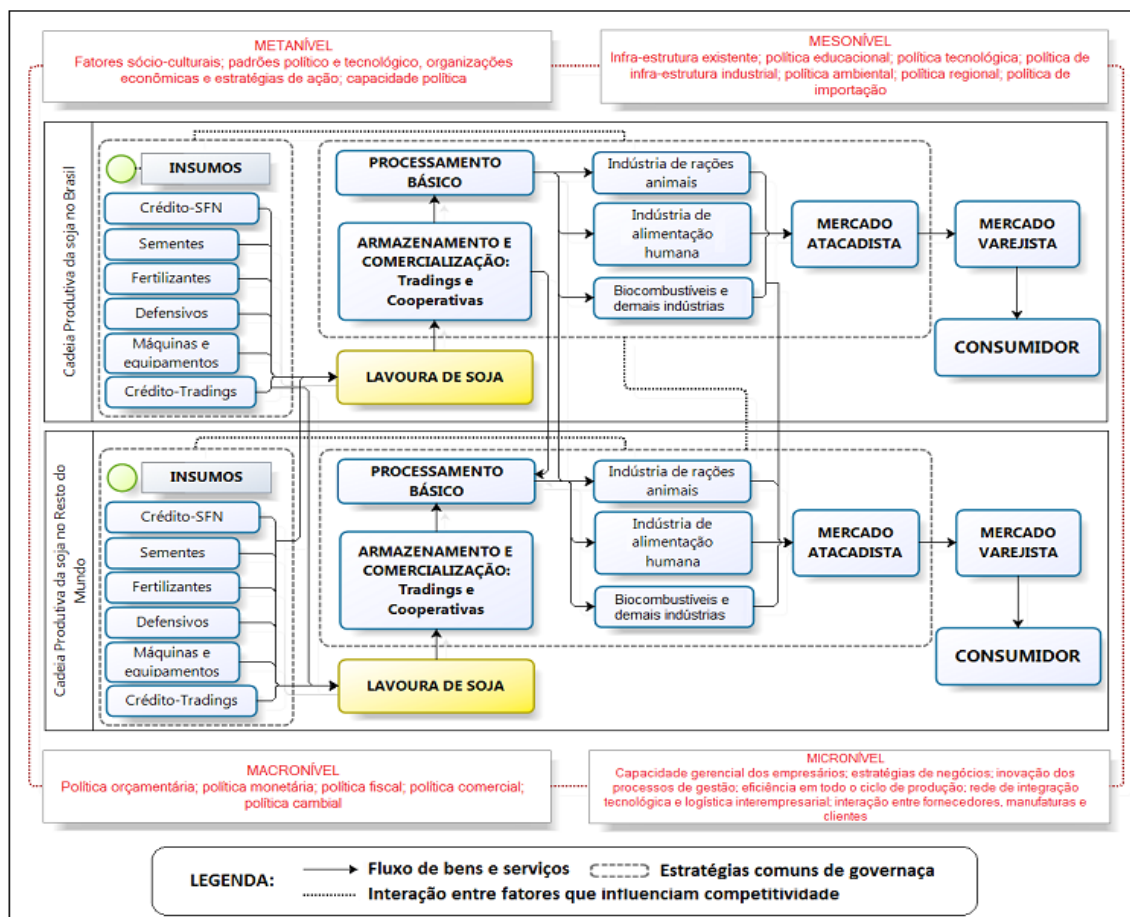 METANÍVEL
Fatores sócio-culturais; padrões político e tecnológico, organizações
econômicas e estratégias de ação; capacidade política
MESONÍVEL
Infra-estrutura existente; política educacional; política tecnológica; política
de infra-estrutura industrial; política ambiental; política regional; política de
importação
Cadeia Produtiva da soja no Brasil
INSUMOS
Crédito-SFN
Sementes
Fertilizantes
Defensivos
Máquinas e
equipamentos
Crédito-Tradings
PROCESSAMENTO
BÁSICO
ARMAZENAMENTO E
COMERCIALIZAÇÃO:
Tradings e
Cooperativas
LAVOURA DE SOJA
Indústria de rações
animais
Indústria de
alimentação
humana
Biocombustíveis e
demais indústrias
MERCADO
ATACADISTA
MERCADO
VAREJISTA
CONSUMIDOR
Cadeia Produtiva da soja no Resto do
Mundo
INSUMOS
Crédito-SFN
Sementes
Fertilizantes
Defensivos
Máquinas e
equipamentos
Crédito-Tradings
PROCESSAMENTO
BÁSICO
ARMAZENAMENTO E
COMERCIALIZAÇÃO:
Tradings e
Cooperativas
LAVOURA DE SOJA
Indústria de rações
animais
Indústria de
alimentação
humana
Biocombustíveis e
demais indústrias
MERCADO
ATACADISTA
MERCADO
VAREJISTA
CONSUMIDOR
MACRONÍVEL
Política orçamentária; política monetária; política fiscal; política comercial;
política cambial
MICRONÍVEL
Capacidade gerencial dos empresários; estratégias de negócios; inovação dos
processos de gestão; eficiência em todo o ciclo de produção; rede de integração
tecnológica e logística interempresarial; interação entre fornecedores, manufaturas e
clientes
LEGENDA:
Fluxo de bens e serviços
Estratégias comuns de governaça
Interação entre fatores que influenciam competitividade